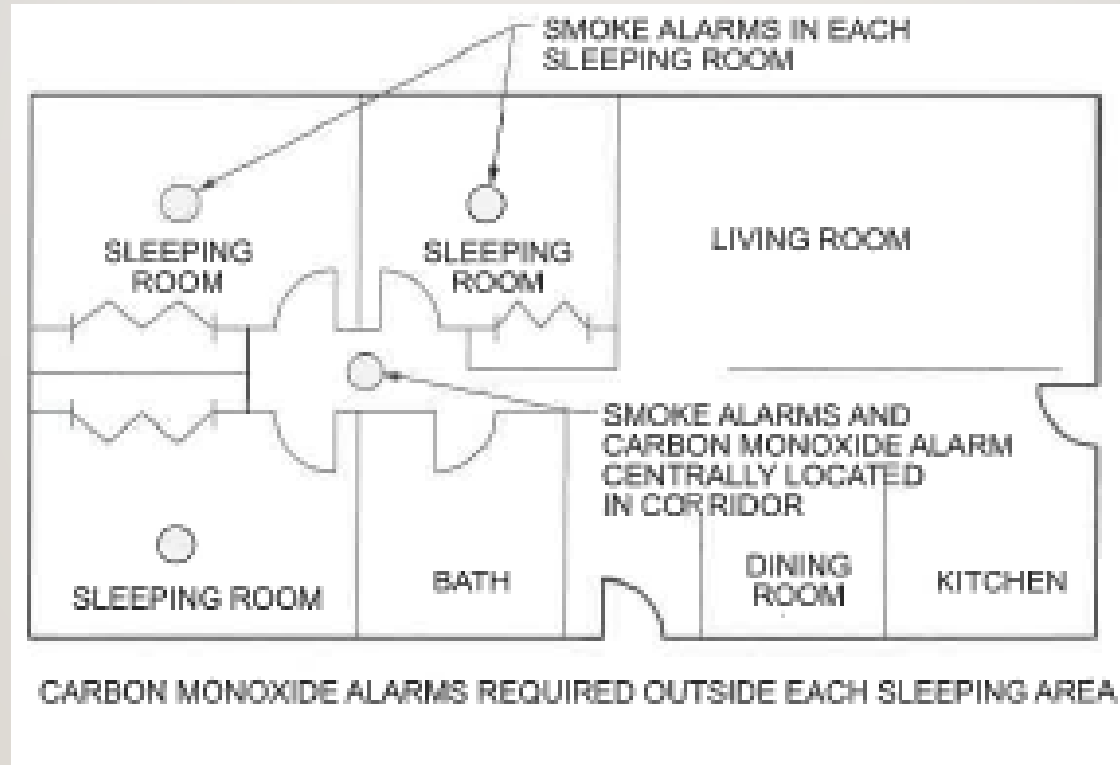 SMOKE ALARMS IN EACH
SLEEPING ROOM
SLEEPING
ROOM
SLEEPING
ROOM
LIVING ROOM
SMOKE ALARMS AND
CARBON MONOXIDE ALARM
CENTRALLY LOCATED
IN CORRIDOR
SLEEPING ROOM
BATH
DINING
ROOM
KITCHEN
CARBON MONOXIDE ALARMS REQUIRED OUTSIDE EACH SLEEPING AREA